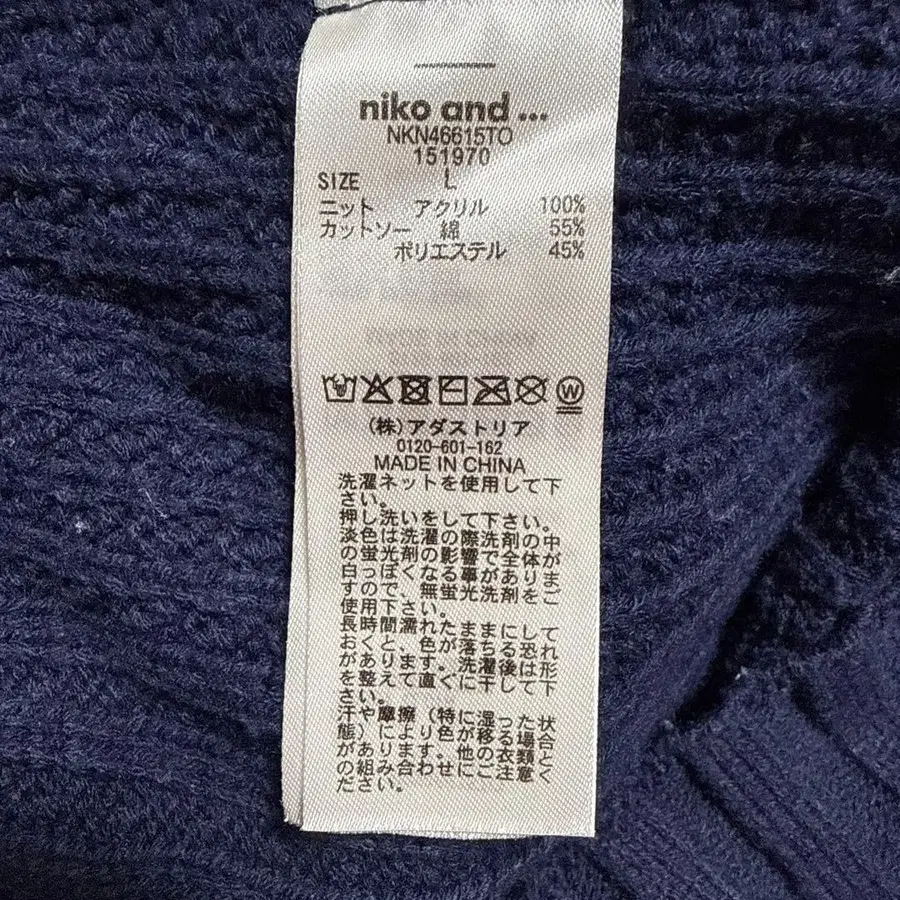 niko and ...
NKN46615TO
151970
SIZE L
ニット アクリル 100%
カットソー 綿 55%
ポリエステル 45%
W
(株)アダストリア
0120-601-162
MADE IN CHINA
洗濯ネットを使用して下
さい。
押し洗いをして下さい。
淡色は洗濯の際洗剤の中
の蛍光剤の影響で全体が
白っぽくなる事がありま
すので、無蛍光洗剤をご
使用下さい。
長時間濡れたままにして
おくと、色が落ちる恐れ
があります。洗濯後は形
を整えて直ぐに干して下
さい。
汗や摩擦（特に湿った状
態）により色が移る場合
があります。他の衣類と
の組み合わせにご注意く
ださい。